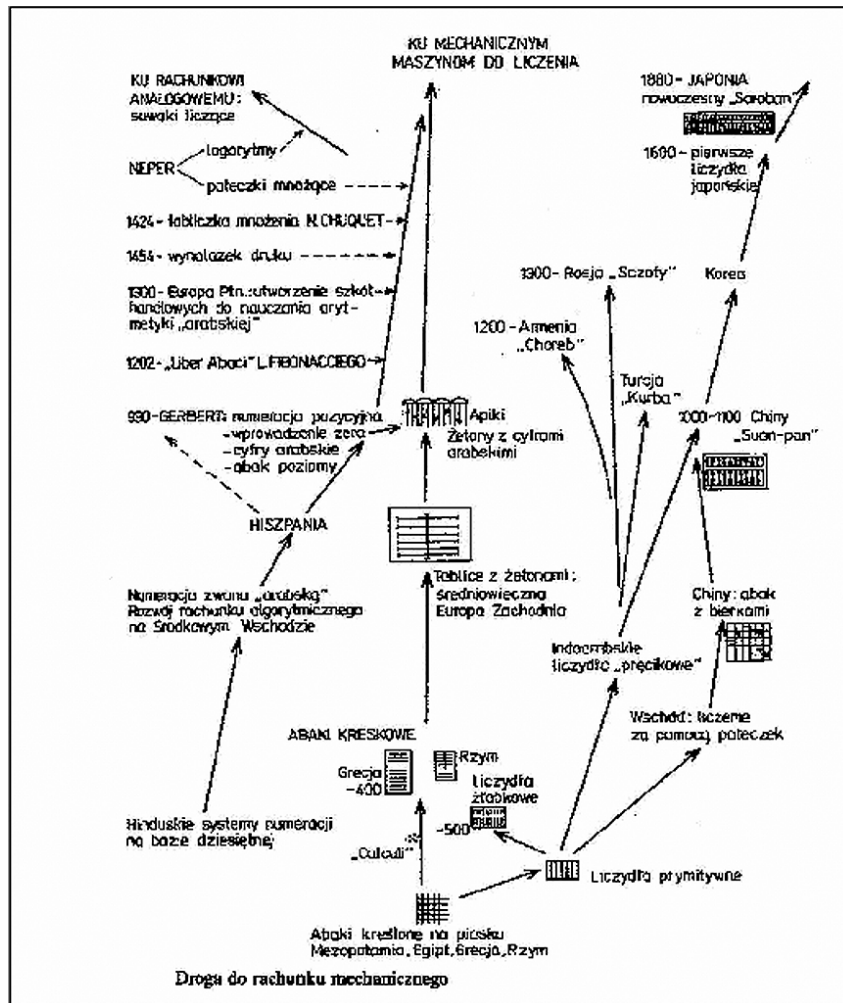 KU MECHANICZNYM
MASZYNOM DO LICZENIA
KU RACHUNKOWI
ANALOGOWEMU:
suwaki liczące
NEPER
logarytmy
pałeczki mnożące
1424 - tabliczka mnożenia N.CHUQUET
1454 - wynalazek druku
1300 - Europa Płn.: utworzenie szkół
handlowych do nauczania aryt-
metyki „arabskiej"
1202 - „Liber Abaci" L.FIBONACCIEGO
990 - GERBERT: numeracja pozycyjna
- wprowadzenie zera
- cyfry arabskie
- abak poziomy
HISZPANIA
Numeracja zwana „arabską"
Rozwój rachunku algorytmicznego
na Środkowym Wschodzie
Hinduskie systemy numeracji
na bazie dziesiętnej
Apiki
Żetony z cyframi
arabskimi
Tablice z żetonami:
średniowieczna
Europa Zachodnia
ABAKI KRESKOWE
Grecja
-400
Rzym
Liczydła
żłobkowe
-500
„Calculi"
Abaki kreślone na piasku
Mezopotamia, Egipt, Grecja, Rzym
Liczydła prymitywne
1880 - JAPONIA
nowoczesny „Soroban"
1600 - pierwsze
liczydła
japońskie
Korea
1300 - Rosja „Sczoty"
1200 - Armenia
„Choreb"
Turcja
„Kurba"
1000-1100 Chiny
„Suan-pan"
Chiny: abak
z bierkami
Indoarabskie
liczydła „pręcikowe"
Wschód: liczenie
za pomocą pałeczek
Droga do rachunku mechanicznego